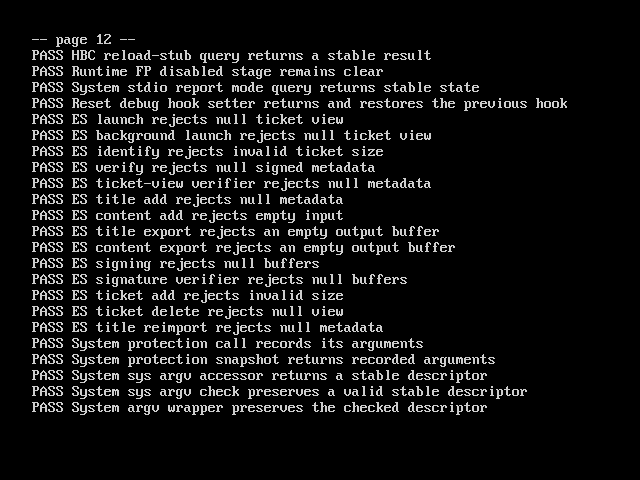 -- page 12 --
PASS HBC reload-stub query returns a stable result
PASS Runtime FP disabled stage remains clear
PASS System stdio report mode query returns stable state
PASS Reset debug hook setter returns and restores the previous hook
PASS ES launch rejects null ticket view
PASS ES background launch rejects null ticket view
PASS ES identify rejects invalid ticket size
PASS ES verify rejects null signed metadata
PASS ES ticket-view verifier rejects null metadata
PASS ES title add rejects null metadata
PASS ES content add rejects empty input
PASS ES title export rejects an empty output buffer
PASS ES content export rejects an empty output buffer
PASS ES signing rejects null buffers
PASS ES signature verifier rejects null buffers
PASS ES ticket add rejects invalid size
PASS ES ticket delete rejects null view
PASS ES title reimport rejects null metadata
PASS System protection call records its arguments
PASS System protection snapshot returns recorded arguments
PASS System sys argv accessor returns a stable descriptor
PASS System sys argv check preserves a valid stable descriptor
PASS System argv wrapper preserves the checked descriptor